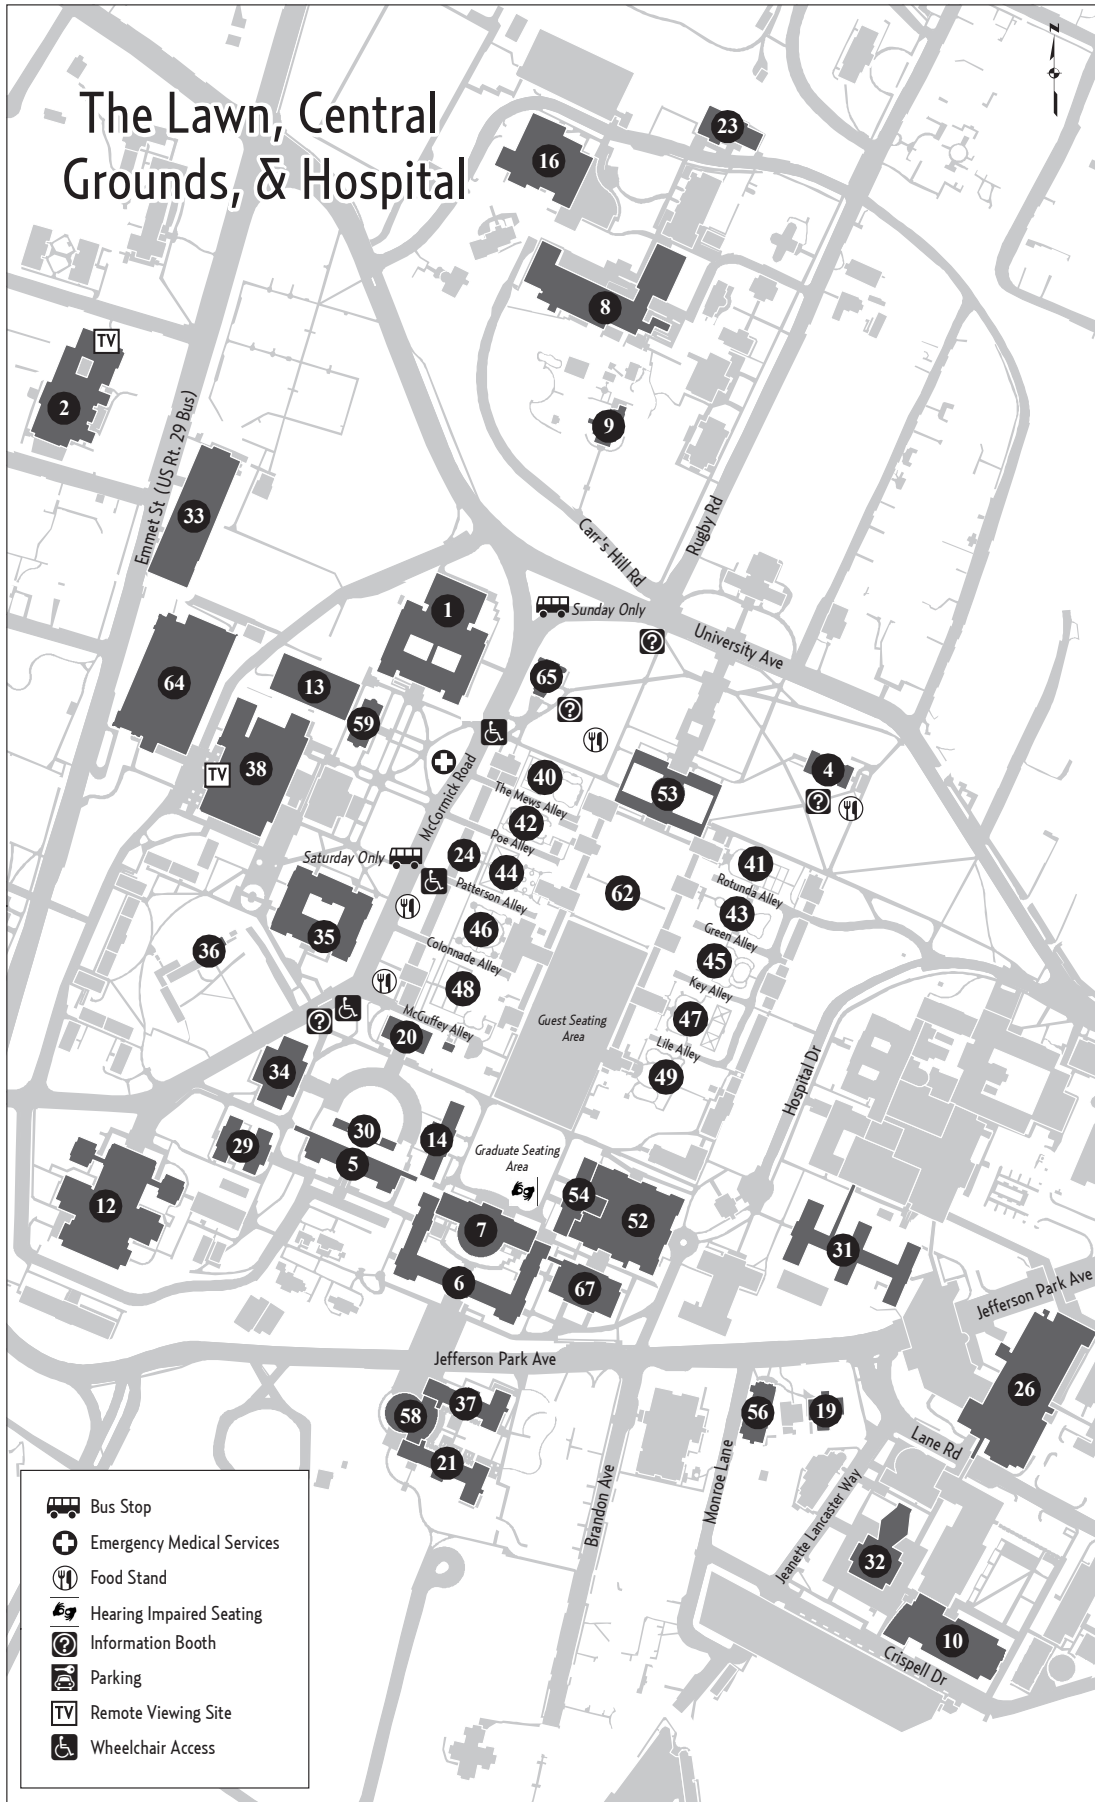 N
The Lawn, Central
Grounds, & Hospital
23
16
8
TV
2
9
Emmet St (US Rt. 29 Bus)
33
Carr's Hill Rd
Rugby Rd
1
Sunday Only
?
University Ave
65
64
13
?
59
38
TV
McCormick Road
40
The Mews Alley
53
4
?
42
Poe Alley
Saturday Only
24
44
Patterson Alley
62
41
Rotunda Alley
43
Green Alley
35
36
46
Colonnade Alley
45
Key Alley
48
McGuffey Alley
?
20
Guest Seating
Area
47
Lile Alley
49
Hospital Dr
34
30
29
5
14
Graduate Seating
Area
12
54
52
7
31
6
67
Jefferson Park Ave
Jefferson Park Ave
26
37
58
56
19
21
Lane Rd
Brandon Ave
Monroe Lane
Jeanette Lancaster Way
32
10
Crispell Dr
Bus Stop
Emergency Medical Services
Food Stand
Hearing Impaired Seating
? Information Booth
Parking
TV Remote Viewing Site
Wheelchair Access